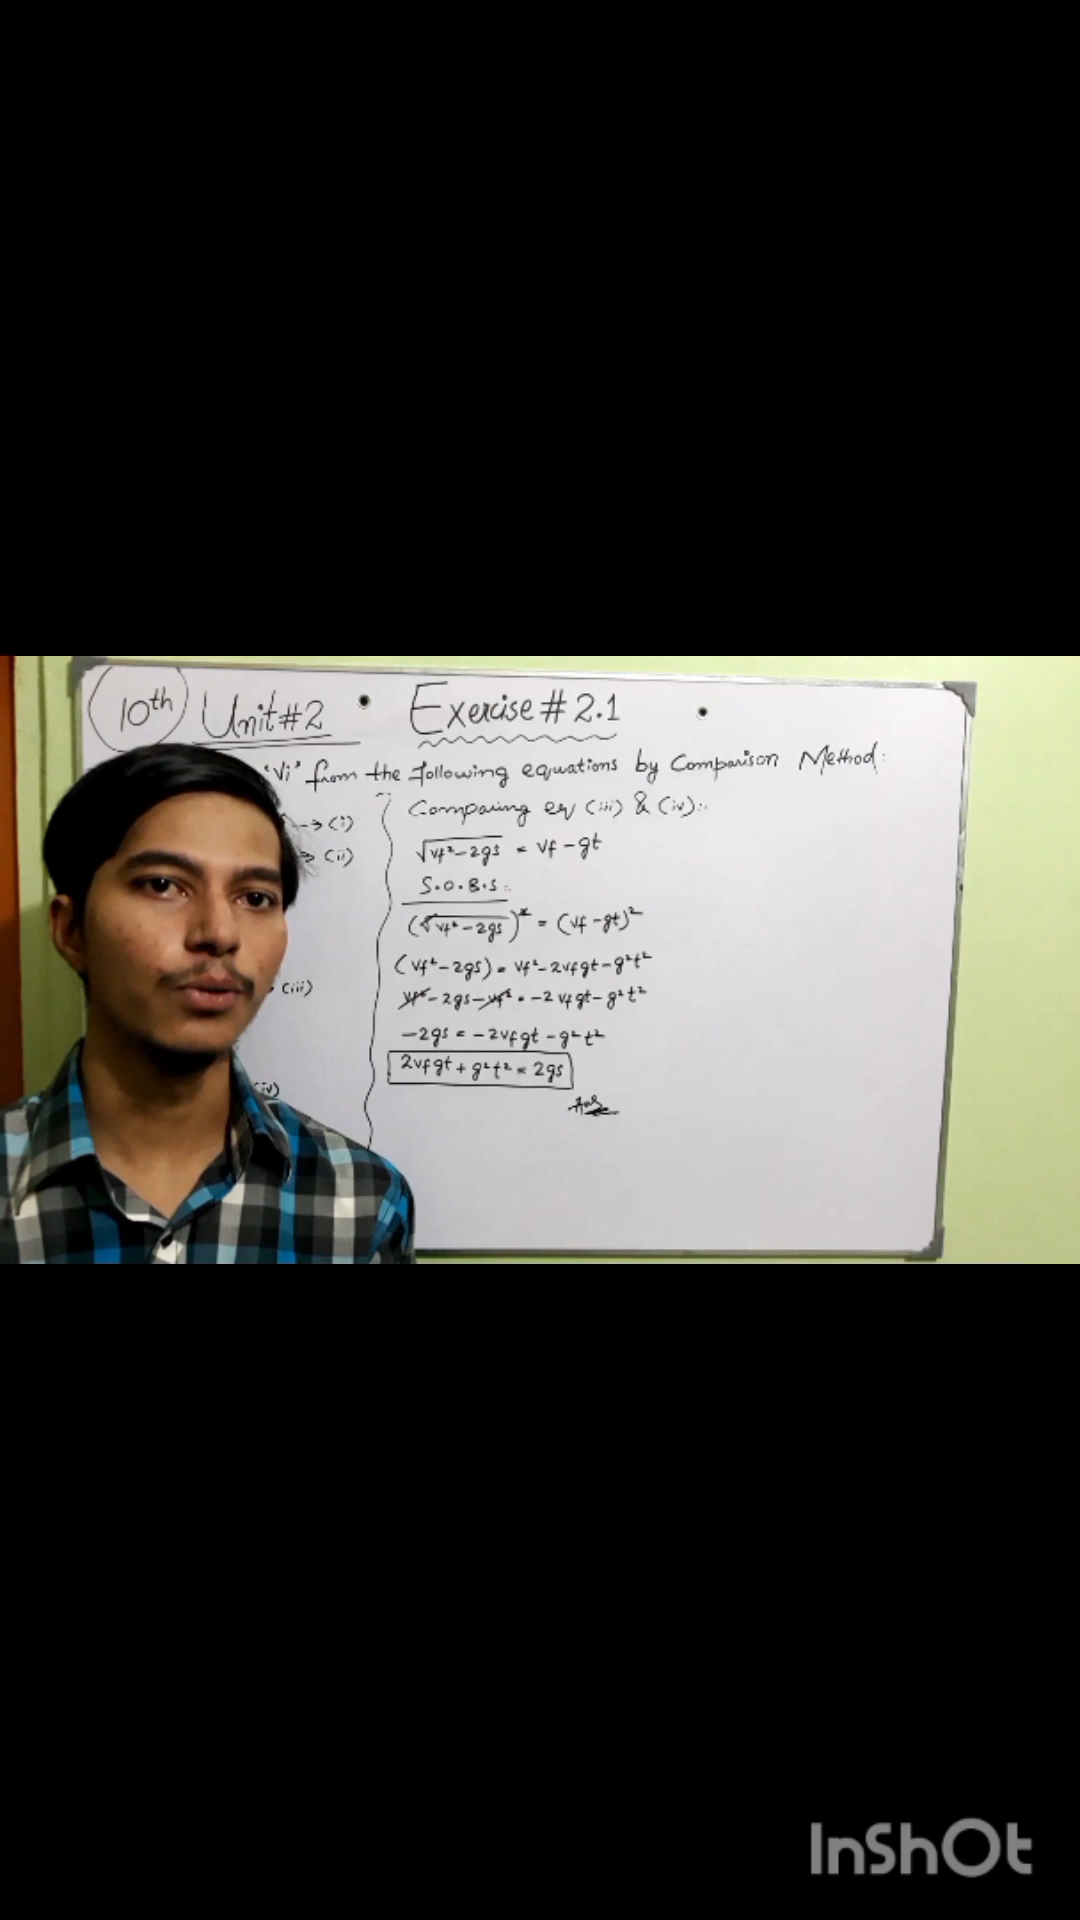 10th Unit#2 Exercise # 2.1
"Vi" from the following equations by Comparison Method:
→ (i)
→ (ii)
(iii)
(iv)
Comparing eq (iii) & (iv):.
√vf²-2gs = vf - gt
S.O.B.S:.
(√vf²-2gs)² = (vf-gt)²
(vf²-2gs) = vf²-2vfgt-g²t²
vf²-2gs-vf² = -2vfgt-g²t²
-2gs = -2vfgt-g²t²
2vfgt+g²t² = 2gs
Ans
InShOt